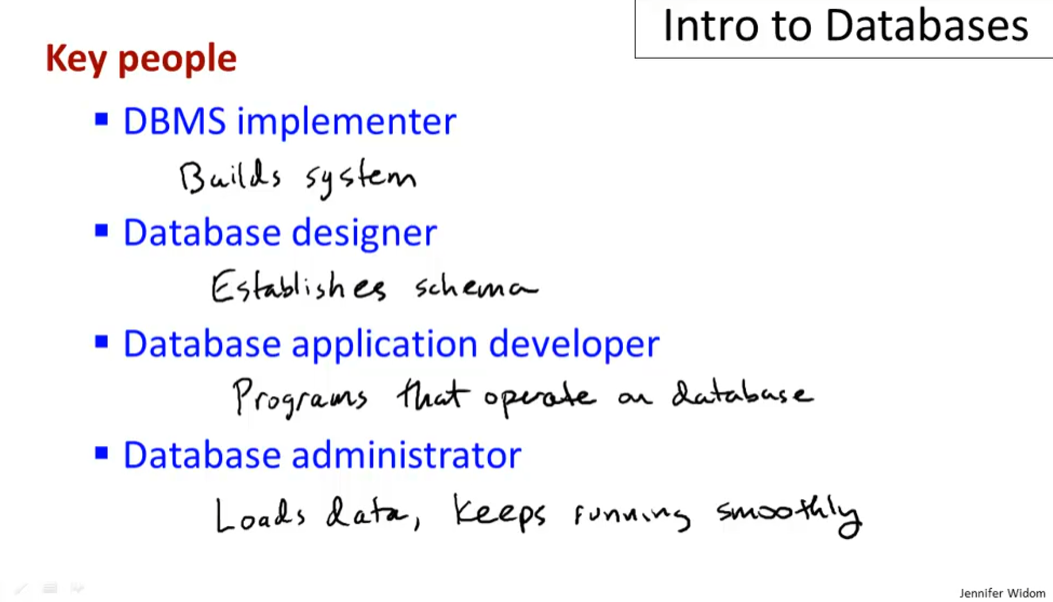 Intro to Databases
Key people
▪ DBMS implementer
Builds system
▪ Database designer
Establishes schema
▪ Database application developer
Programs that operate on database
▪ Database administrator
Loads data, keeps running smoothly
Jennifer Widom